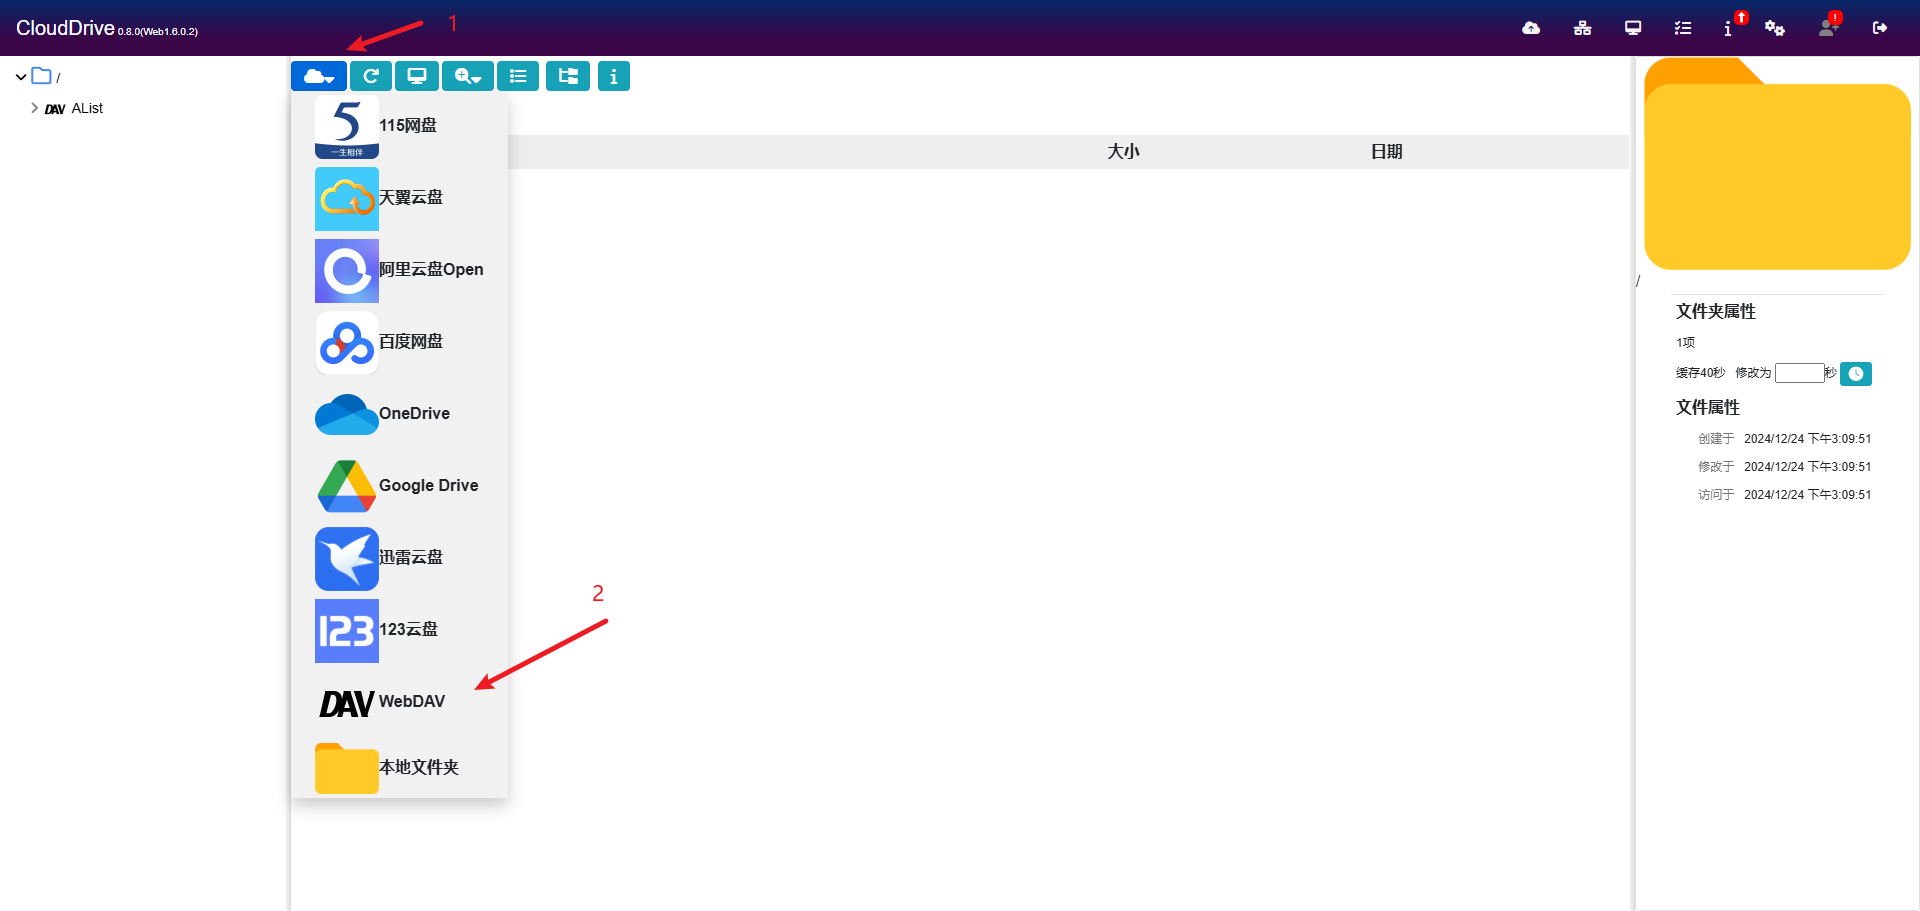 CloudDrive 0.8.0(Web1.6.0.2)
1
/
DAV AList
5
一生相伴
115网盘
天翼云盘
阿里云盘Open
百度网盘
OneDrive
Google Drive
迅雷云盘
123
123云盘
DAV WebDAV
本地文件夹
2
大小
日期
/
文件夹属性
1项
缓存40秒 修改为 秒
文件属性
创建于 2024/12/24 下午3:09:51
修改于 2024/12/24 下午3:09:51
访问于 2024/12/24 下午3:09:51